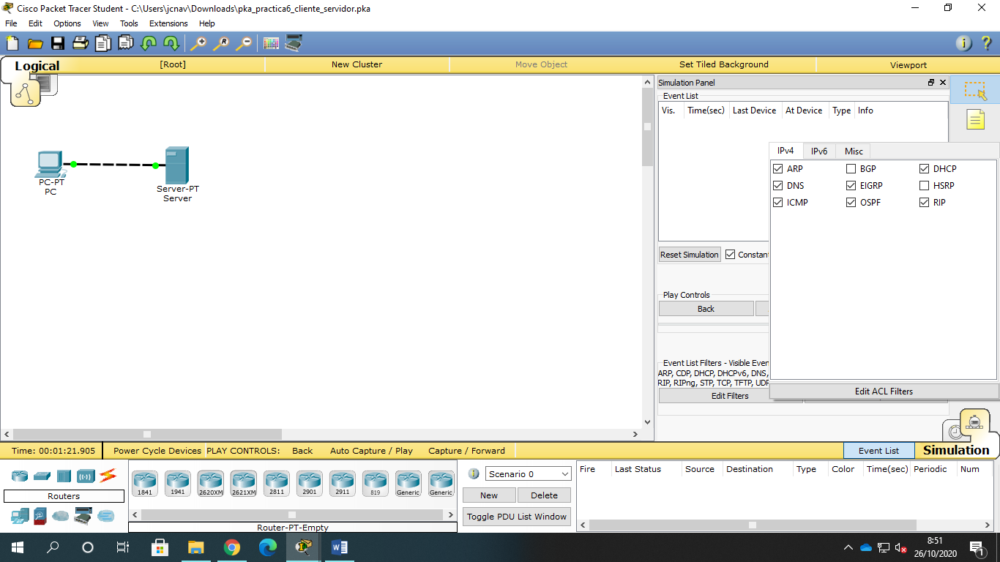 Cisco Packet Tracer Student - C:\Users\jcnav\Downloads\pka_practica6_cliente_servidor.pka
File Edit Options View Tools Extensions Help
Logical [Root] New Cluster Move Object Set Tiled Background Viewport
Simulation Panel
Event List
Vis. Time(sec) Last Device At Device Type Info
IPv4 IPv6 Misc
ARP BGP DHCP
DNS EIGRP HSRP
ICMP OSPF RIP
PC-PT
PC
Server-PT
Server
Reset Simulation Constant
Play Controls
Back
Event List Filters - Visible Even
ARP, CDP, DHCP, DHCPv6, DNS,
RIP, RIPng, STP, TCP, TFTP, UDP
Edit Filters
Edit ACL Filters
Time: 00:01:21.905 Power Cycle Devices PLAY CONTROLS: Back Auto Capture / Play Capture / Forward Event List Simulation
Routers
1841 1941 2620XM 2621XM 2811 2901 2911 819 Generic Generic
Router-PT-Empty
Scenario 0
New Delete
Toggle PDU List Window
Fire Last Status Source Destination Type Color Time(sec) Periodic Num
8:51
26/10/2020
1